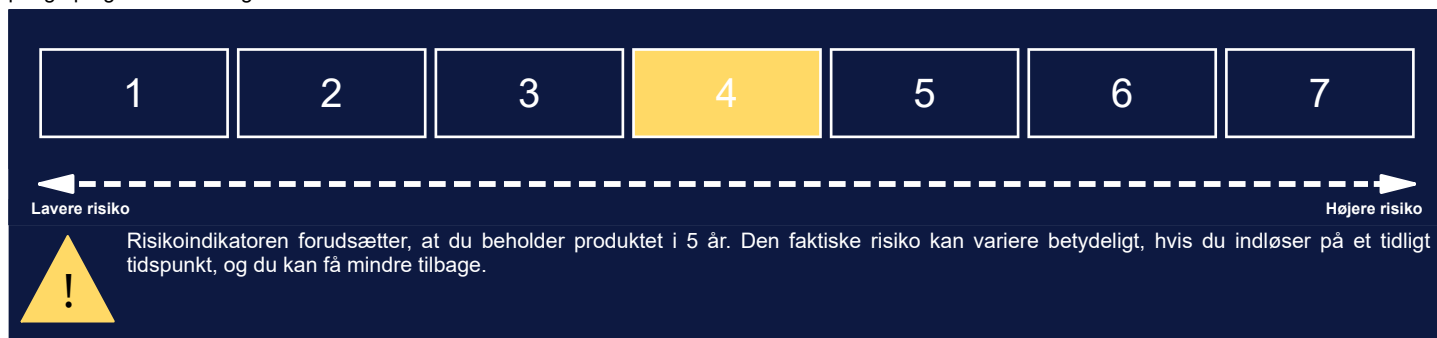 1 2 3 4 5 6 7
Lavere risiko Højere risiko
Risikoindikatoren forudsætter, at du beholder produktet i 5 år. Den faktiske risiko kan variere betydeligt, hvis du indløser på et tidligt
tidspunkt, og du kan få mindre tilbage.
!